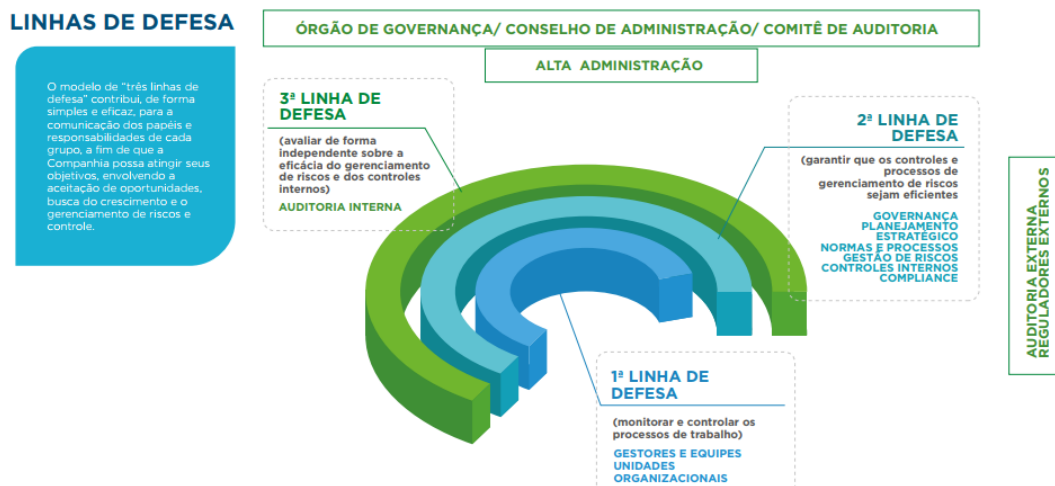 LINHAS DE DEFESA
O modelo de "três linhas de
defesa" contribui, de forma
simples e eficaz, para a
comunicação dos papéis e
responsabilidades de cada
grupo, a fim de que a
Companhia possa atingir seus
objetivos, envolvendo a
aceitação de oportunidades,
busca do crescimento e o
gerenciamento de riscos e
controle.
ÓRGÃO DE GOVERNANÇA/ CONSELHO DE ADMINISTRAÇÃO/ COMITÊ DE AUDITORIA
ALTA ADMINISTRAÇÃO
3ª LINHA DE
DEFESA
(avaliar de forma
independente sobre a
eficácia do gerenciamento
de riscos e dos controles
internos)
AUDITORIA INTERNA
2ª LINHA DE
DEFESA
(garantir que os controles e
processos de
gerenciamento de riscos
sejam eficientes
GOVERNANÇA
PLANEJAMENTO
ESTRATÉGICO
NORMAS E PROCESSOS
GESTÃO DE RISCOS
CONTROLES INTERNOS
COMPLIANCE
1ª LINHA DE
DEFESA
(monitorar e controlar os
processos de trabalho)
GESTORES E EQUIPES
UNIDADES
ORGANIZACIONAIS
AUDITORIA EXTERNA
REGULADORES EXTERNOS